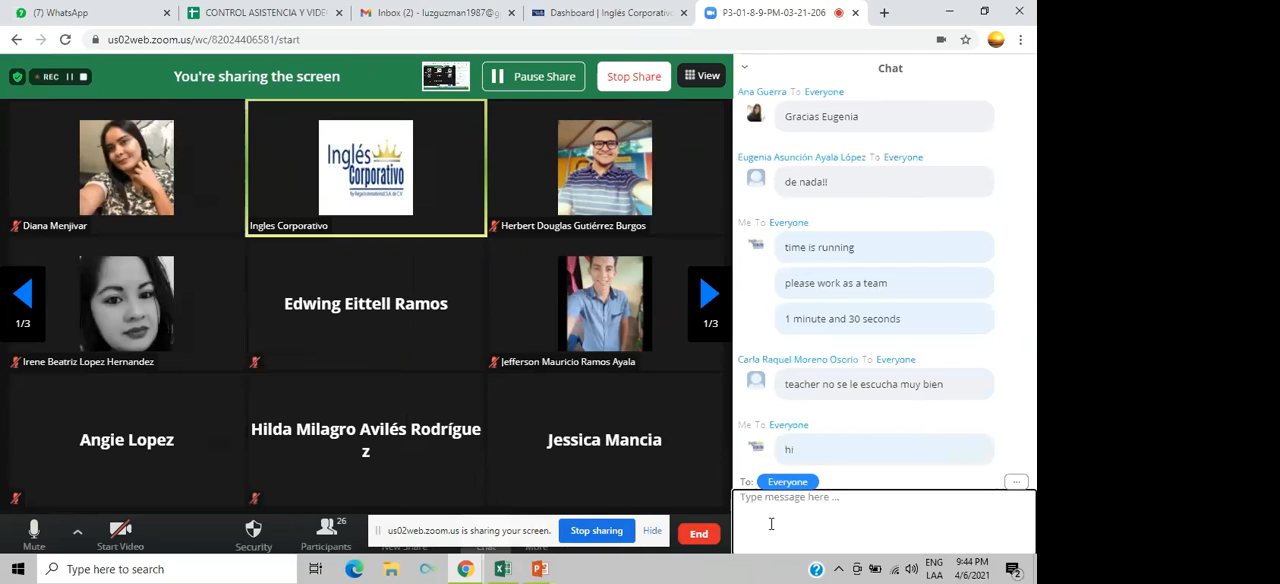 (7) WhatsApp
CONTROL ASISTENCIA Y VIDE
Inbox (2) - luzguzman1987@g
Dashboard | Inglés Corporativo
P3-01-8-9-PM-03-21-206
us02web.zoom.us/wc/82024406581/start
REC
You're sharing the screen
Pause Share
Stop Share
View
Diana Menjivar
Inglés
Corporativo
Ingles Corporativo
Herbert Douglas Gutiérrez Burgos
1/3
Irene Beatriz Lopez Hernandez
Edwing Eittell Ramos
Jefferson Mauricio Ramos Ayala
1/3
Angie Lopez
Hilda Milagro Avilés Rodrígue
z
Jessica Mancia
Chat
Ana Guerra To Everyone
Gracias Eugenia
Eugenia Asunción Ayala López To Everyone
de nada!!
Me To Everyone
time is running
please work as a team
1 minute and 30 seconds
Carla Raquel Moreno Osorio To Everyone
teacher no se le escucha muy bien
Me To Everyone
hi
To: Everyone
Type message here ...
Mute
Start Video
Security
Participants
26
us02web.zoom.us is sharing your screen.
Stop sharing
Hide
End
Type here to search
ENG
LAA
9:44 PM
4/6/2021
2